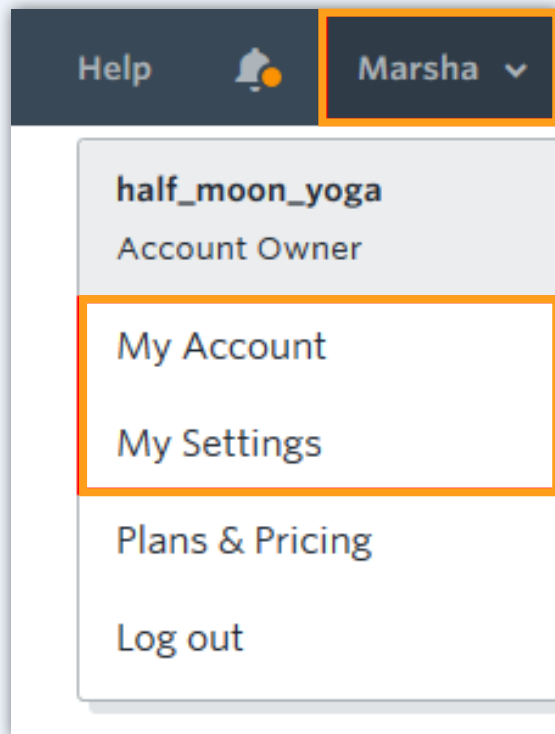 Help Marsha
half_moon_yoga
Account Owner
My Account
My Settings
Plans & Pricing
Log out